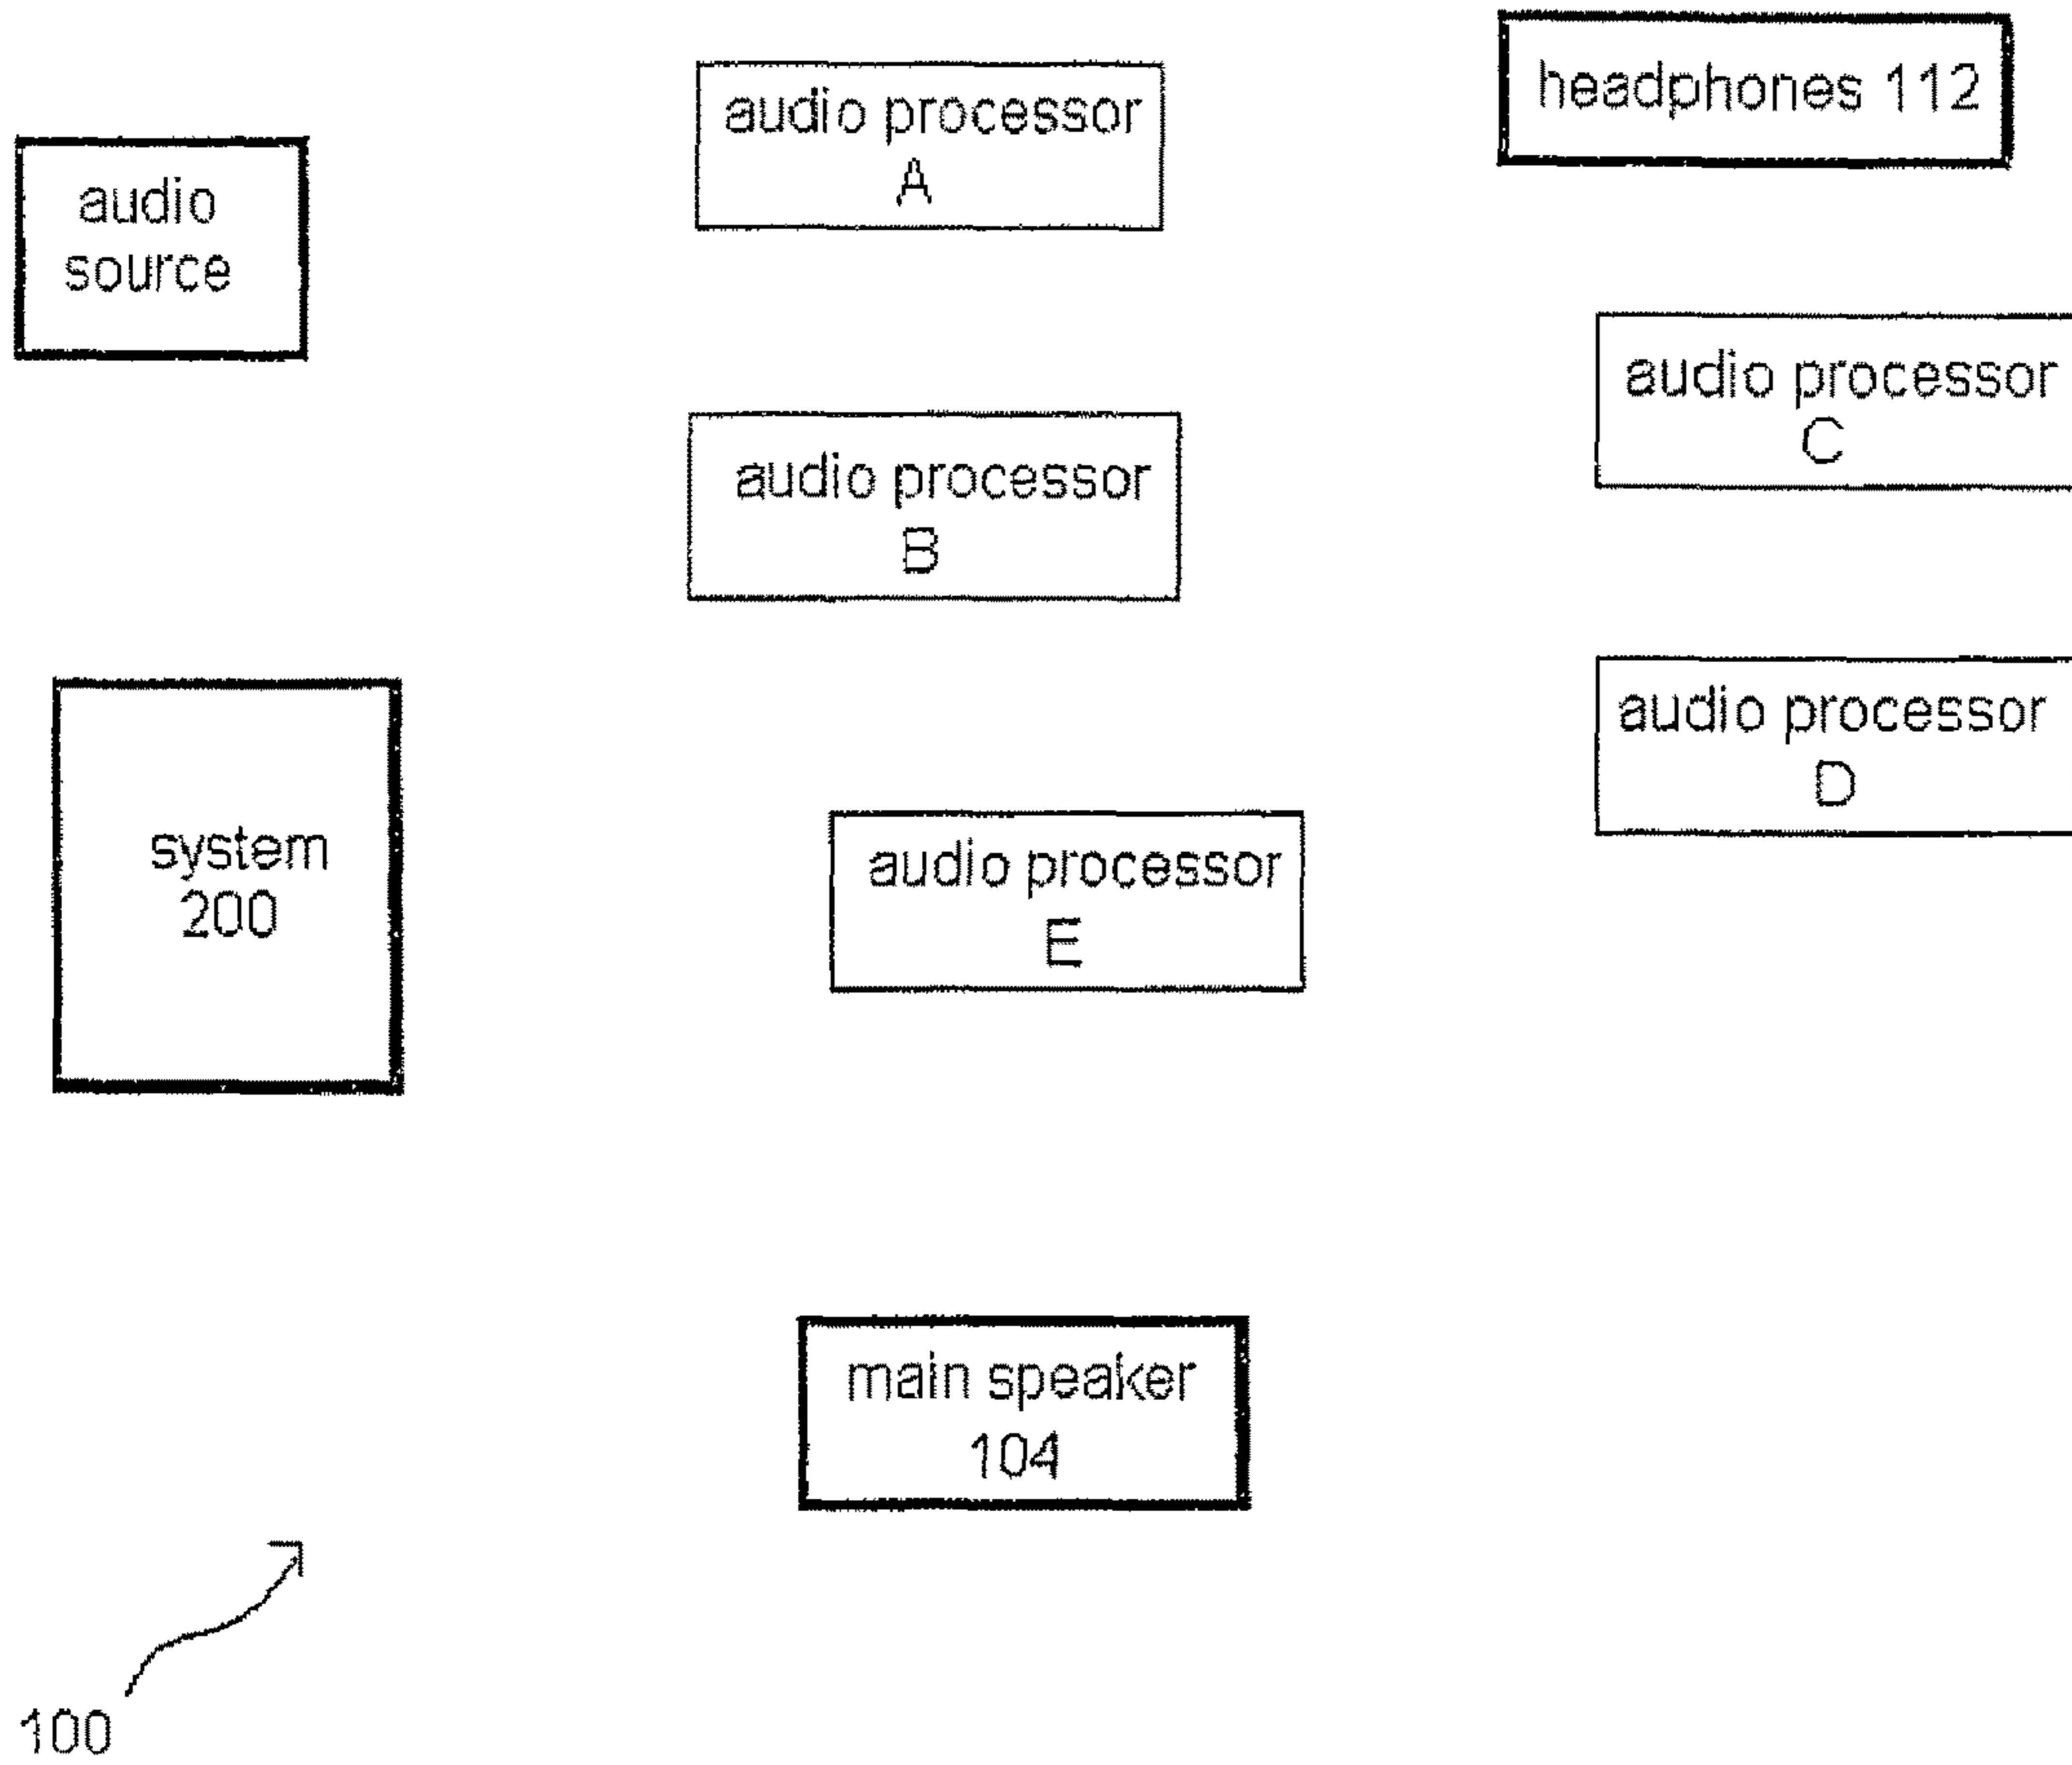 headphones 112
audio processor
A
audio
source
audio processor
C
audio processor
B
audio processor
D
system
200
audio processor
E
main speaker
104
100